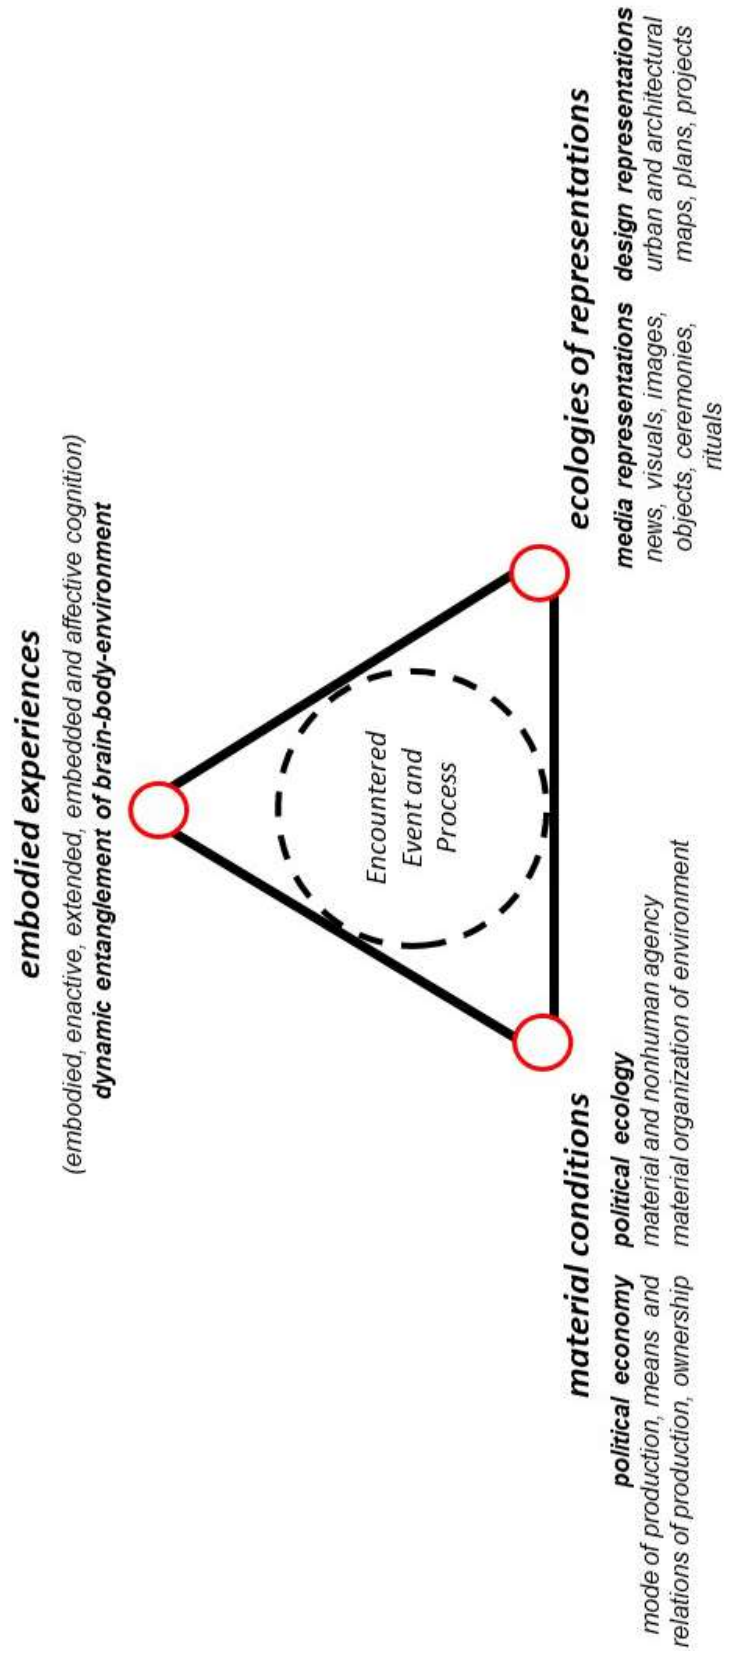 embodied experiences
(embodied, enactive, extended, embedded and affective cognition)
dynamic entanglement of brain-body-environment
Encountered
Event and
Process
material conditions
political economy
mode of production, means and
relations of production, ownership
political ecology
material and nonhuman agency
material organization of environment
ecologies of representations
media representations
news, visuals, images,
objects, ceremonies,
rituals
design representations
urban and architectural
maps, plans, projects